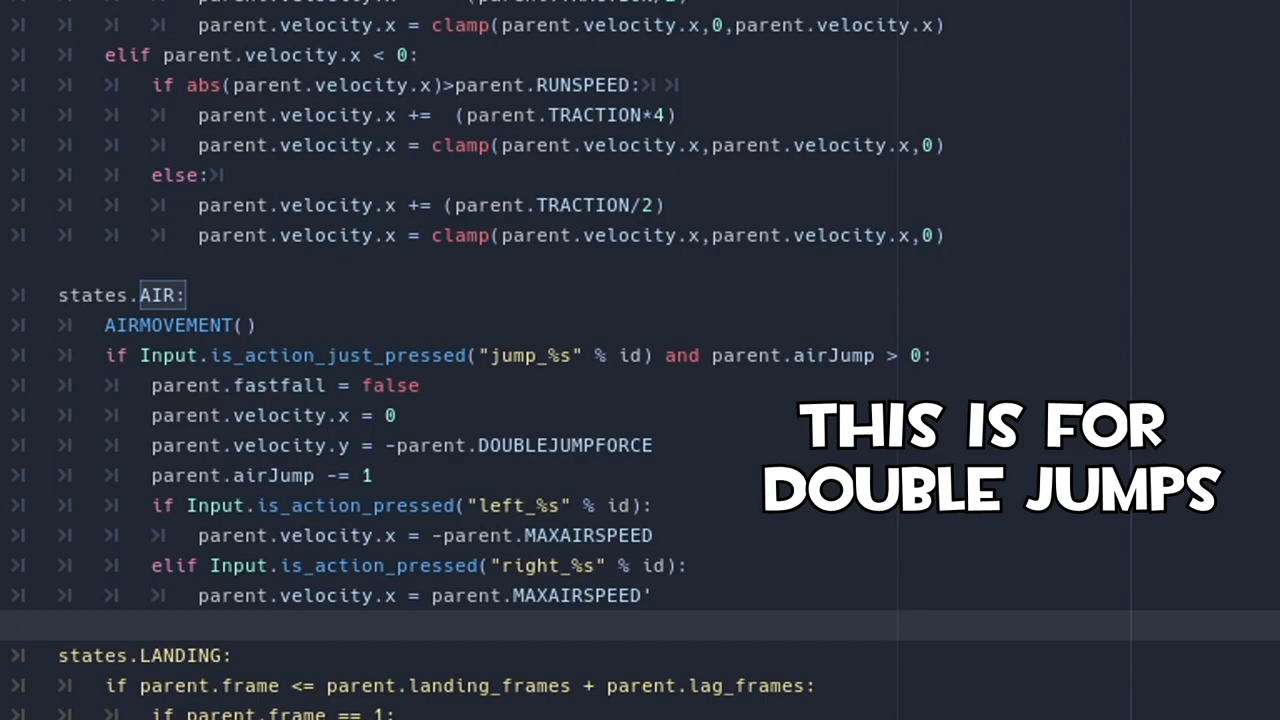 parent.velocity.x = clamp(parent.velocity.x,0,parent.velocity.x)
elif parent.velocity.x < 0:
if abs(parent.velocity.x)>parent.RUNSPEED:
parent.velocity.x +=  (parent.TRACTION*4)
parent.velocity.x = clamp(parent.velocity.x,parent.velocity.x,0)
else:
parent.velocity.x += (parent.TRACTION/2)
parent.velocity.x = clamp(parent.velocity.x,parent.velocity.x,0)
states.AIR:
AIRMOVEMENT()
if Input.is_action_just_pressed("jump_%s" % id) and parent.airJump > 0:
parent.fastfall = false
parent.velocity.x = 0
parent.velocity.y = -parent.DOUBLEJUMPFORCE
parent.airJump -= 1
if Input.is_action_pressed("left_%s" % id):
parent.velocity.x = -parent.MAXAIRSPEED
elif Input.is_action_pressed("right_%s" % id):
parent.velocity.x = parent.MAXAIRSPEED'
THIS IS FOR
DOUBLE JUMPS
states.LANDING:
if parent.frame <= parent.landing_frames + parent.lag_frames:
if parent.frame == 1: